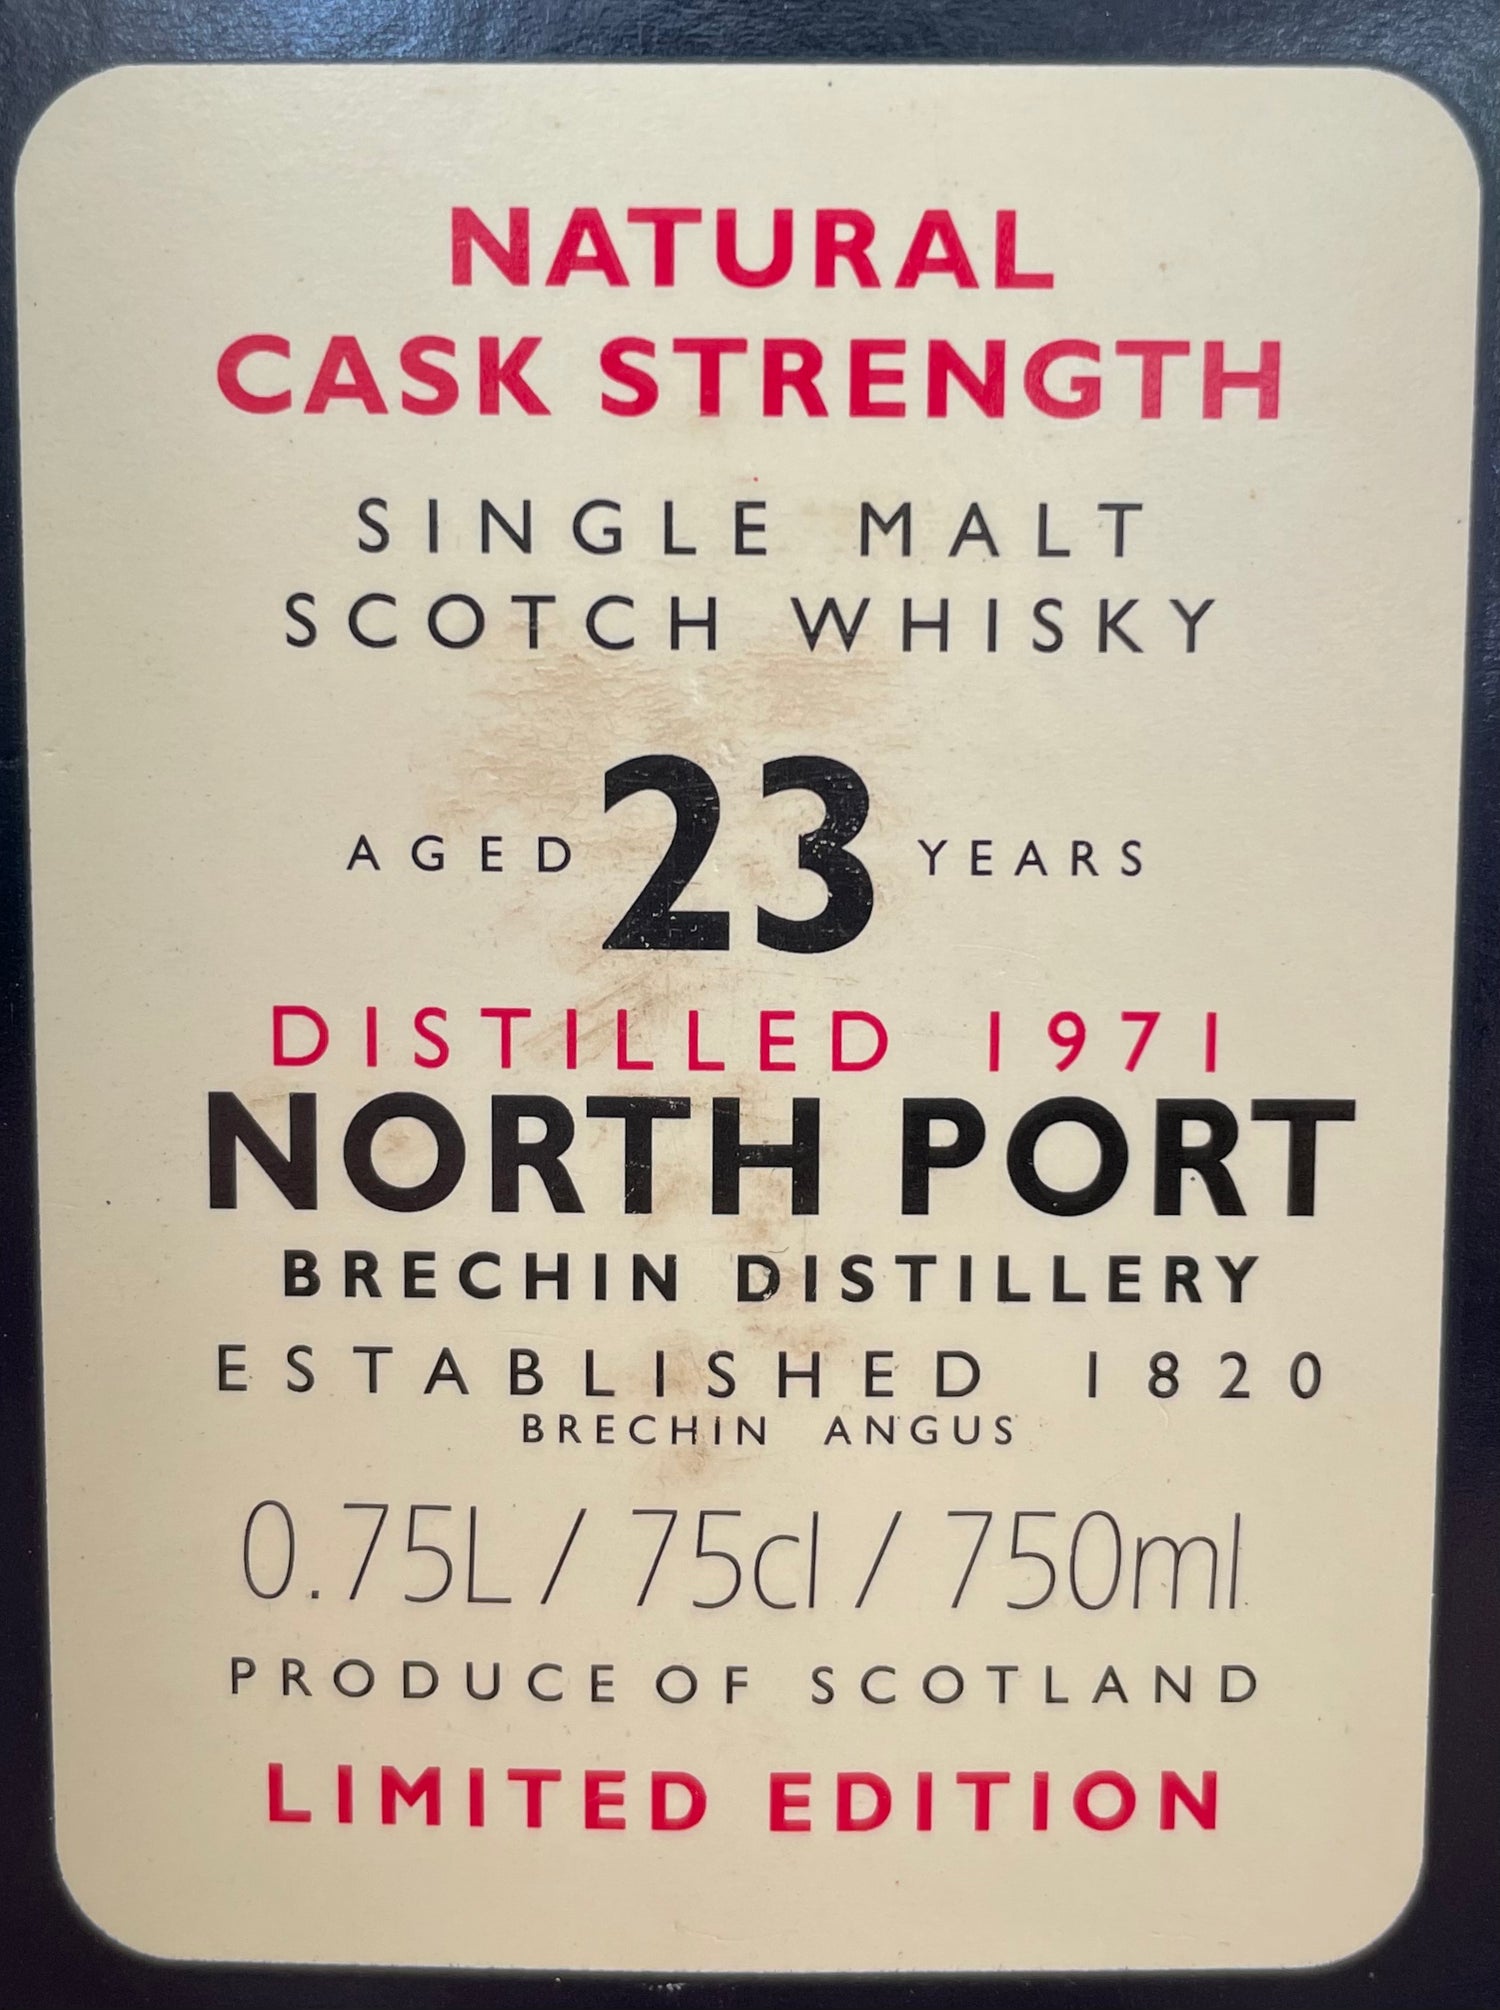 NATURAL
CASK STRENGTH
SINGLE MALT
SCOTCH WHISKY
AGED 23 YEARS
DISTILLED 1971
NORTH PORT
BRECHIN DISTILLERY
ESTABLISHED 1820
BRECHIN ANGUS
0.75L / 75cl / 750ml
PRODUCE OF SCOTLAND
LIMITED EDITION